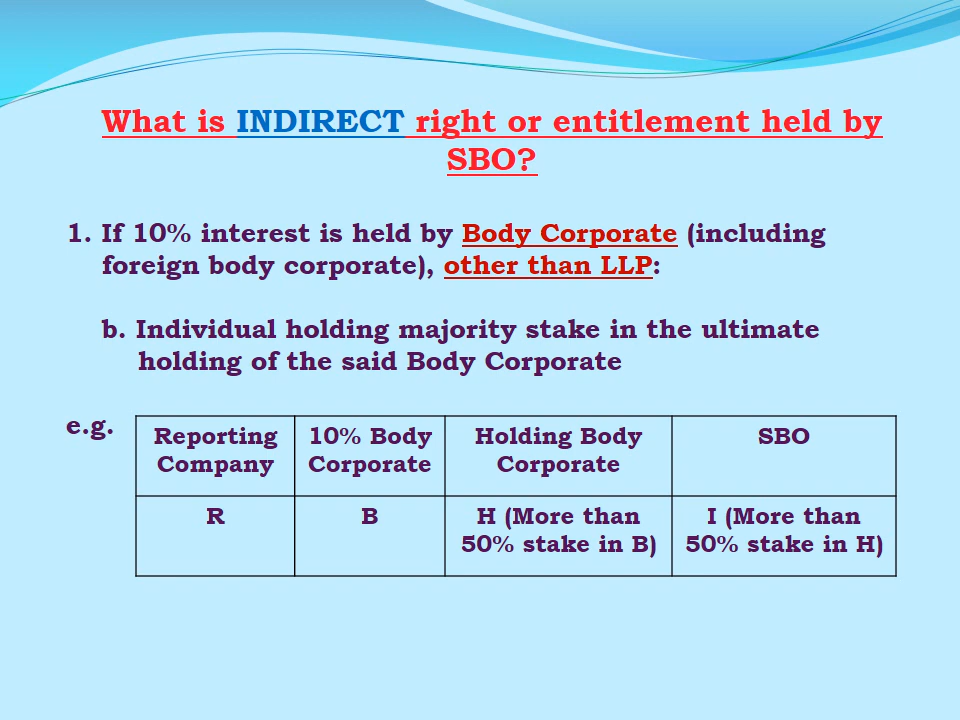 What is INDIRECT right or entitlement held by
SBO?
1. If 10% interest is held by Body Corporate (including
foreign body corporate), other than LLP:
b. Individual holding majority stake in the ultimate
holding of the said Body Corporate
e.g.
Reporting
Company
10% Body
Corporate
Holding Body
Corporate
SBO
R
B
H (More than
50% stake in B)
I (More than
50% stake in H)